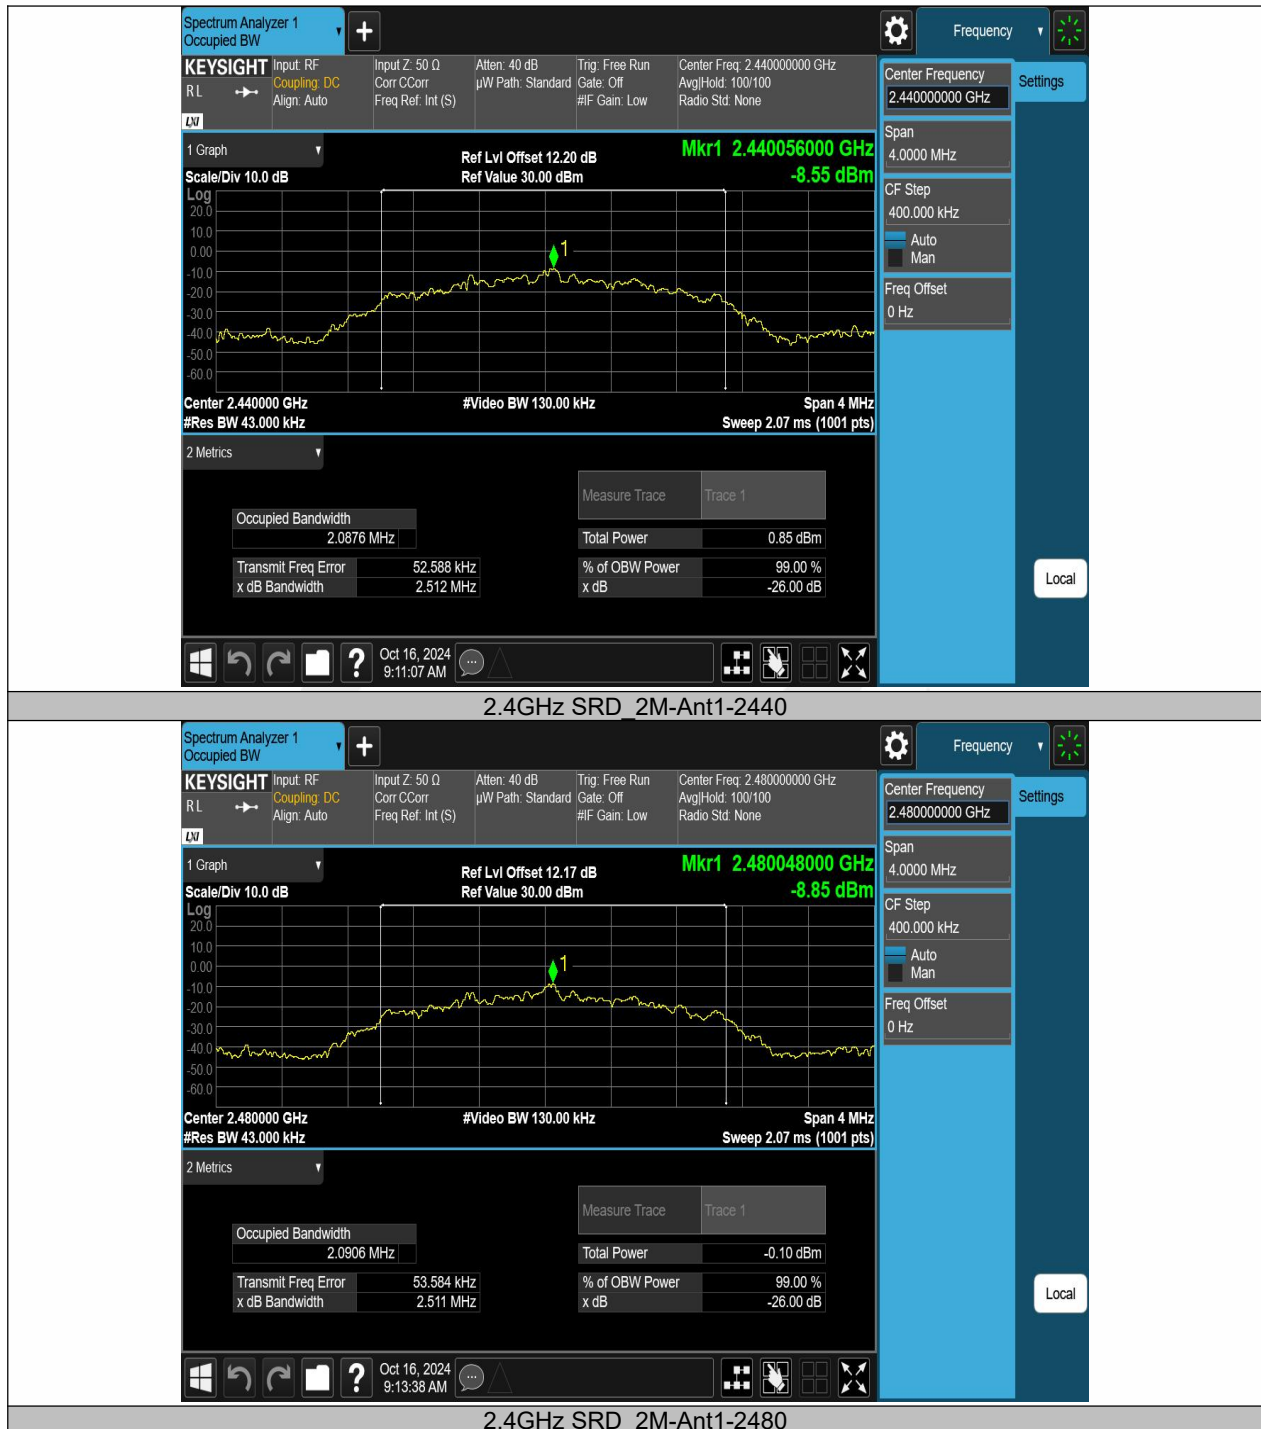 Spectrum Analyzer 1
Occupied BW
Frequency
KEYSIGHT
R L
LXI
Input: RF
Coupling: DC
Align: Auto
Input Z: 50 Ω
Corr CCorr
Freq Ref: Int (S)
Atten: 40 dB
µW Path: Standard
Trig: Free Run
Gate: Off
#IF Gain: Low
Center Freq: 2.440000000 GHz
Avg|Hold: 100/100
Radio Std: None
Center Frequency
2.440000000 GHz
Settings
Span
4.0000 MHz
CF Step
400.000 kHz
Auto
Man
Freq Offset
0 Hz
1 Graph
Scale/Div 10.0 dB
Ref Lvl Offset 12.20 dB
Ref Value 30.00 dBm
Mkr1 2.440056000 GHz
-8.55 dBm
Log
20.0
10.0
0.00
-10.0
-20.0
-30.0
-40.0
-50.0
-60.0
1
Center 2.440000 GHz
#Video BW 130.00 kHz
Span 4 MHz
#Res BW 43.000 kHz
Sweep 2.07 ms (1001 pts)
2 Metrics
Measure Trace Trace 1
Occupied Bandwidth
2.0876 MHz
Total Power 0.85 dBm
Transmit Freq Error 52.588 kHz
% of OBW Power 99.00 %
x dB Bandwidth 2.512 MHz
x dB -26.00 dB
Local
?
Oct 16, 2024
9:11:07 AM
2.4GHz SRD_2M-Ant1-2440
Spectrum Analyzer 1
Occupied BW
Frequency
KEYSIGHT
R L
LXI
Input: RF
Coupling: DC
Align: Auto
Input Z: 50 Ω
Corr CCorr
Freq Ref: Int (S)
Atten: 40 dB
µW Path: Standard
Trig: Free Run
Gate: Off
#IF Gain: Low
Center Freq: 2.480000000 GHz
Avg|Hold: 100/100
Radio Std: None
Center Frequency
2.480000000 GHz
Settings
Span
4.0000 MHz
CF Step
400.000 kHz
Auto
Man
Freq Offset
0 Hz
1 Graph
Scale/Div 10.0 dB
Ref Lvl Offset 12.17 dB
Ref Value 30.00 dBm
Mkr1 2.480048000 GHz
-8.85 dBm
Log
20.0
10.0
0.00
-10.0
-20.0
-30.0
-40.0
-50.0
-60.0
1
Center 2.480000 GHz
#Video BW 130.00 kHz
Span 4 MHz
#Res BW 43.000 kHz
Sweep 2.07 ms (1001 pts)
2 Metrics
Measure Trace Trace 1
Occupied Bandwidth
2.0906 MHz
Total Power -0.10 dBm
Transmit Freq Error 53.584 kHz
% of OBW Power 99.00 %
x dB Bandwidth 2.511 MHz
x dB -26.00 dB
Local
?
Oct 16, 2024
9:13:38 AM
2.4GHz SRD_2M-Ant1-2480